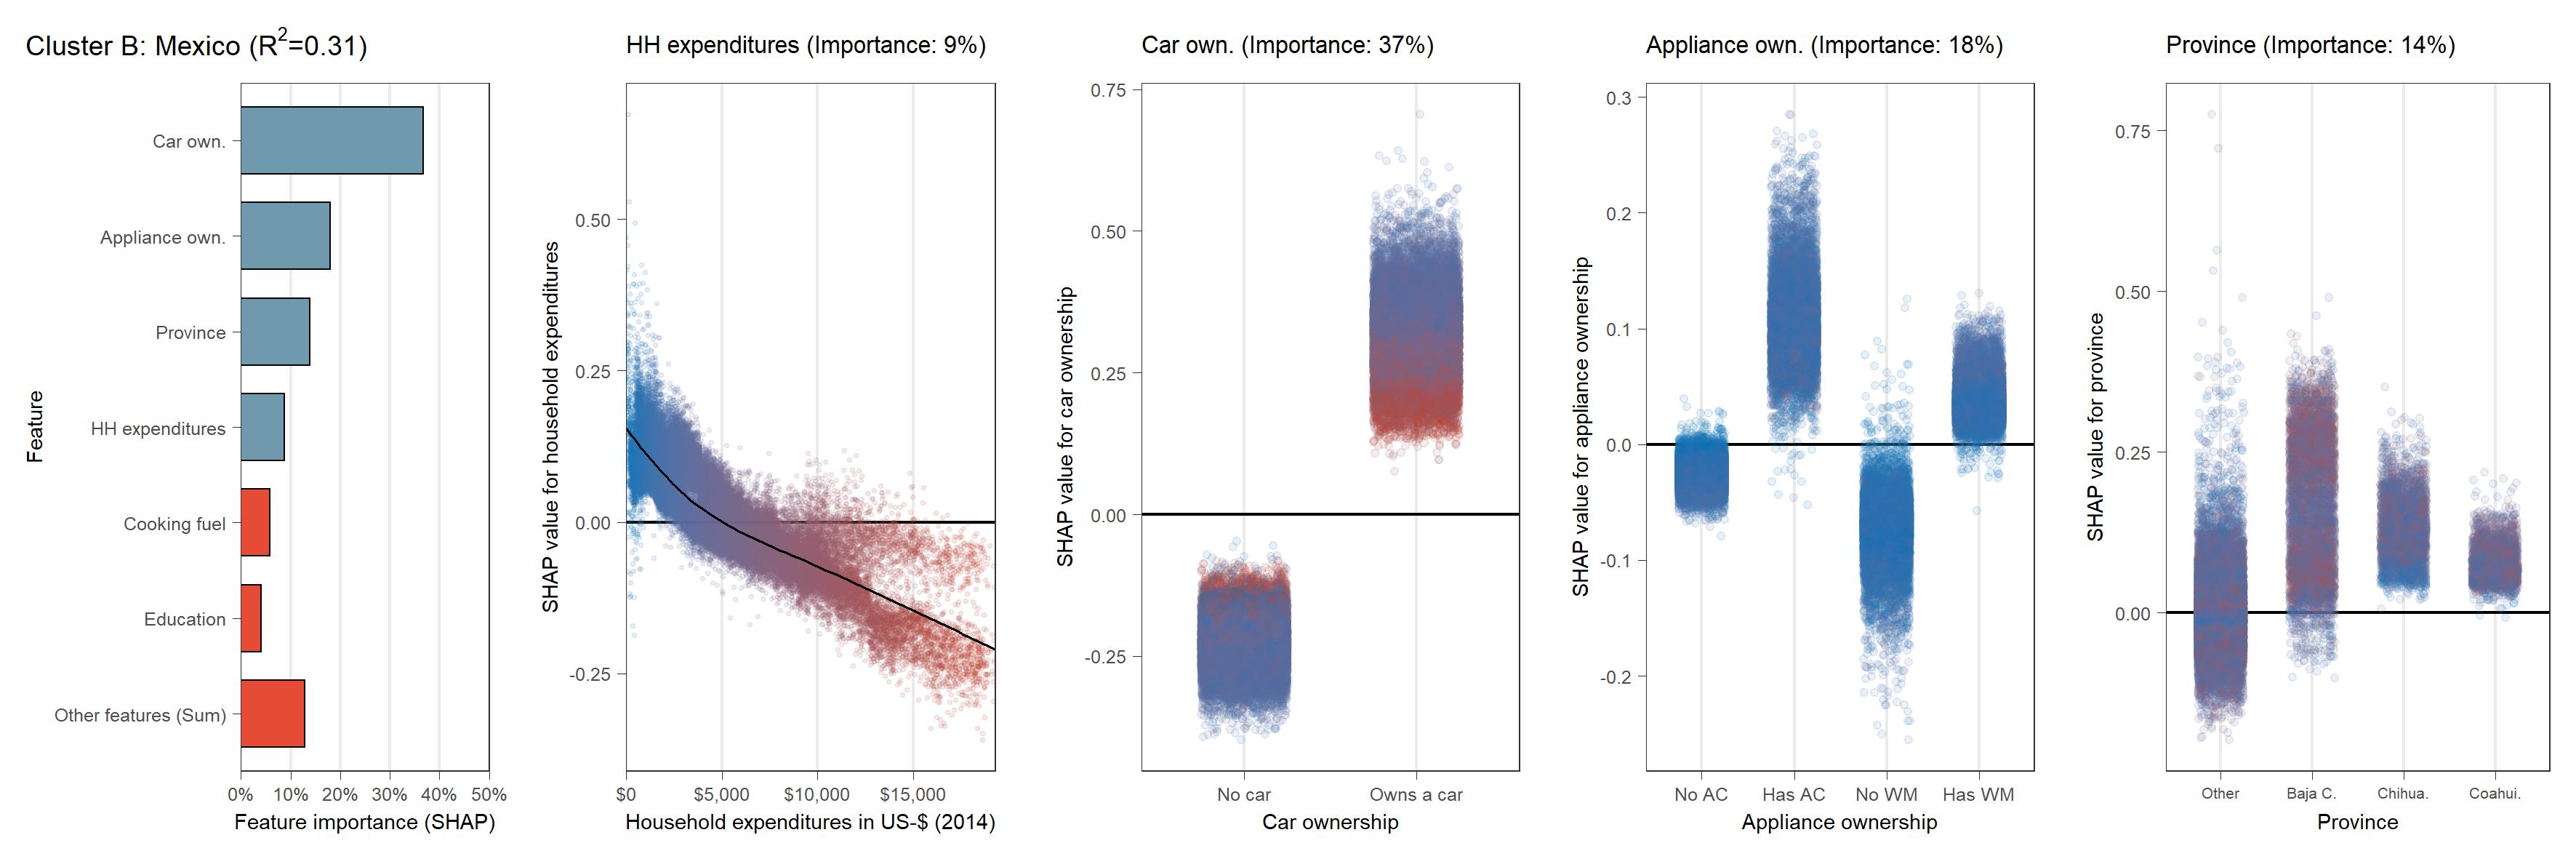 Cluster B: Mexico (R²=0.31)
Feature
Car own.
Appliance own.
Province
HH expenditures
Cooking fuel
Education
Other features (Sum)
0% 10% 20% 30% 40% 50%
Feature importance (SHAP)
HH expenditures (Importance: 9%)
SHAP value for household expenditures
0.50
0.25
0.00
-0.25
$0 $5,000 $10,000 $15,000
Household expenditures in US-$ (2014)
Car own. (Importance: 37%)
SHAP value for car ownership
0.75
0.50
0.25
0.00
-0.25
No car Owns a car
Car ownership
Appliance own. (Importance: 18%)
SHAP value for appliance ownership
0.3
0.2
0.1
0.0
-0.1
-0.2
No AC Has AC No WM Has WM
Appliance ownership
Province (Importance: 14%)
SHAP value for province
0.75
0.50
0.25
0.00
Other Baja C. Chihua. Coahui.
Province